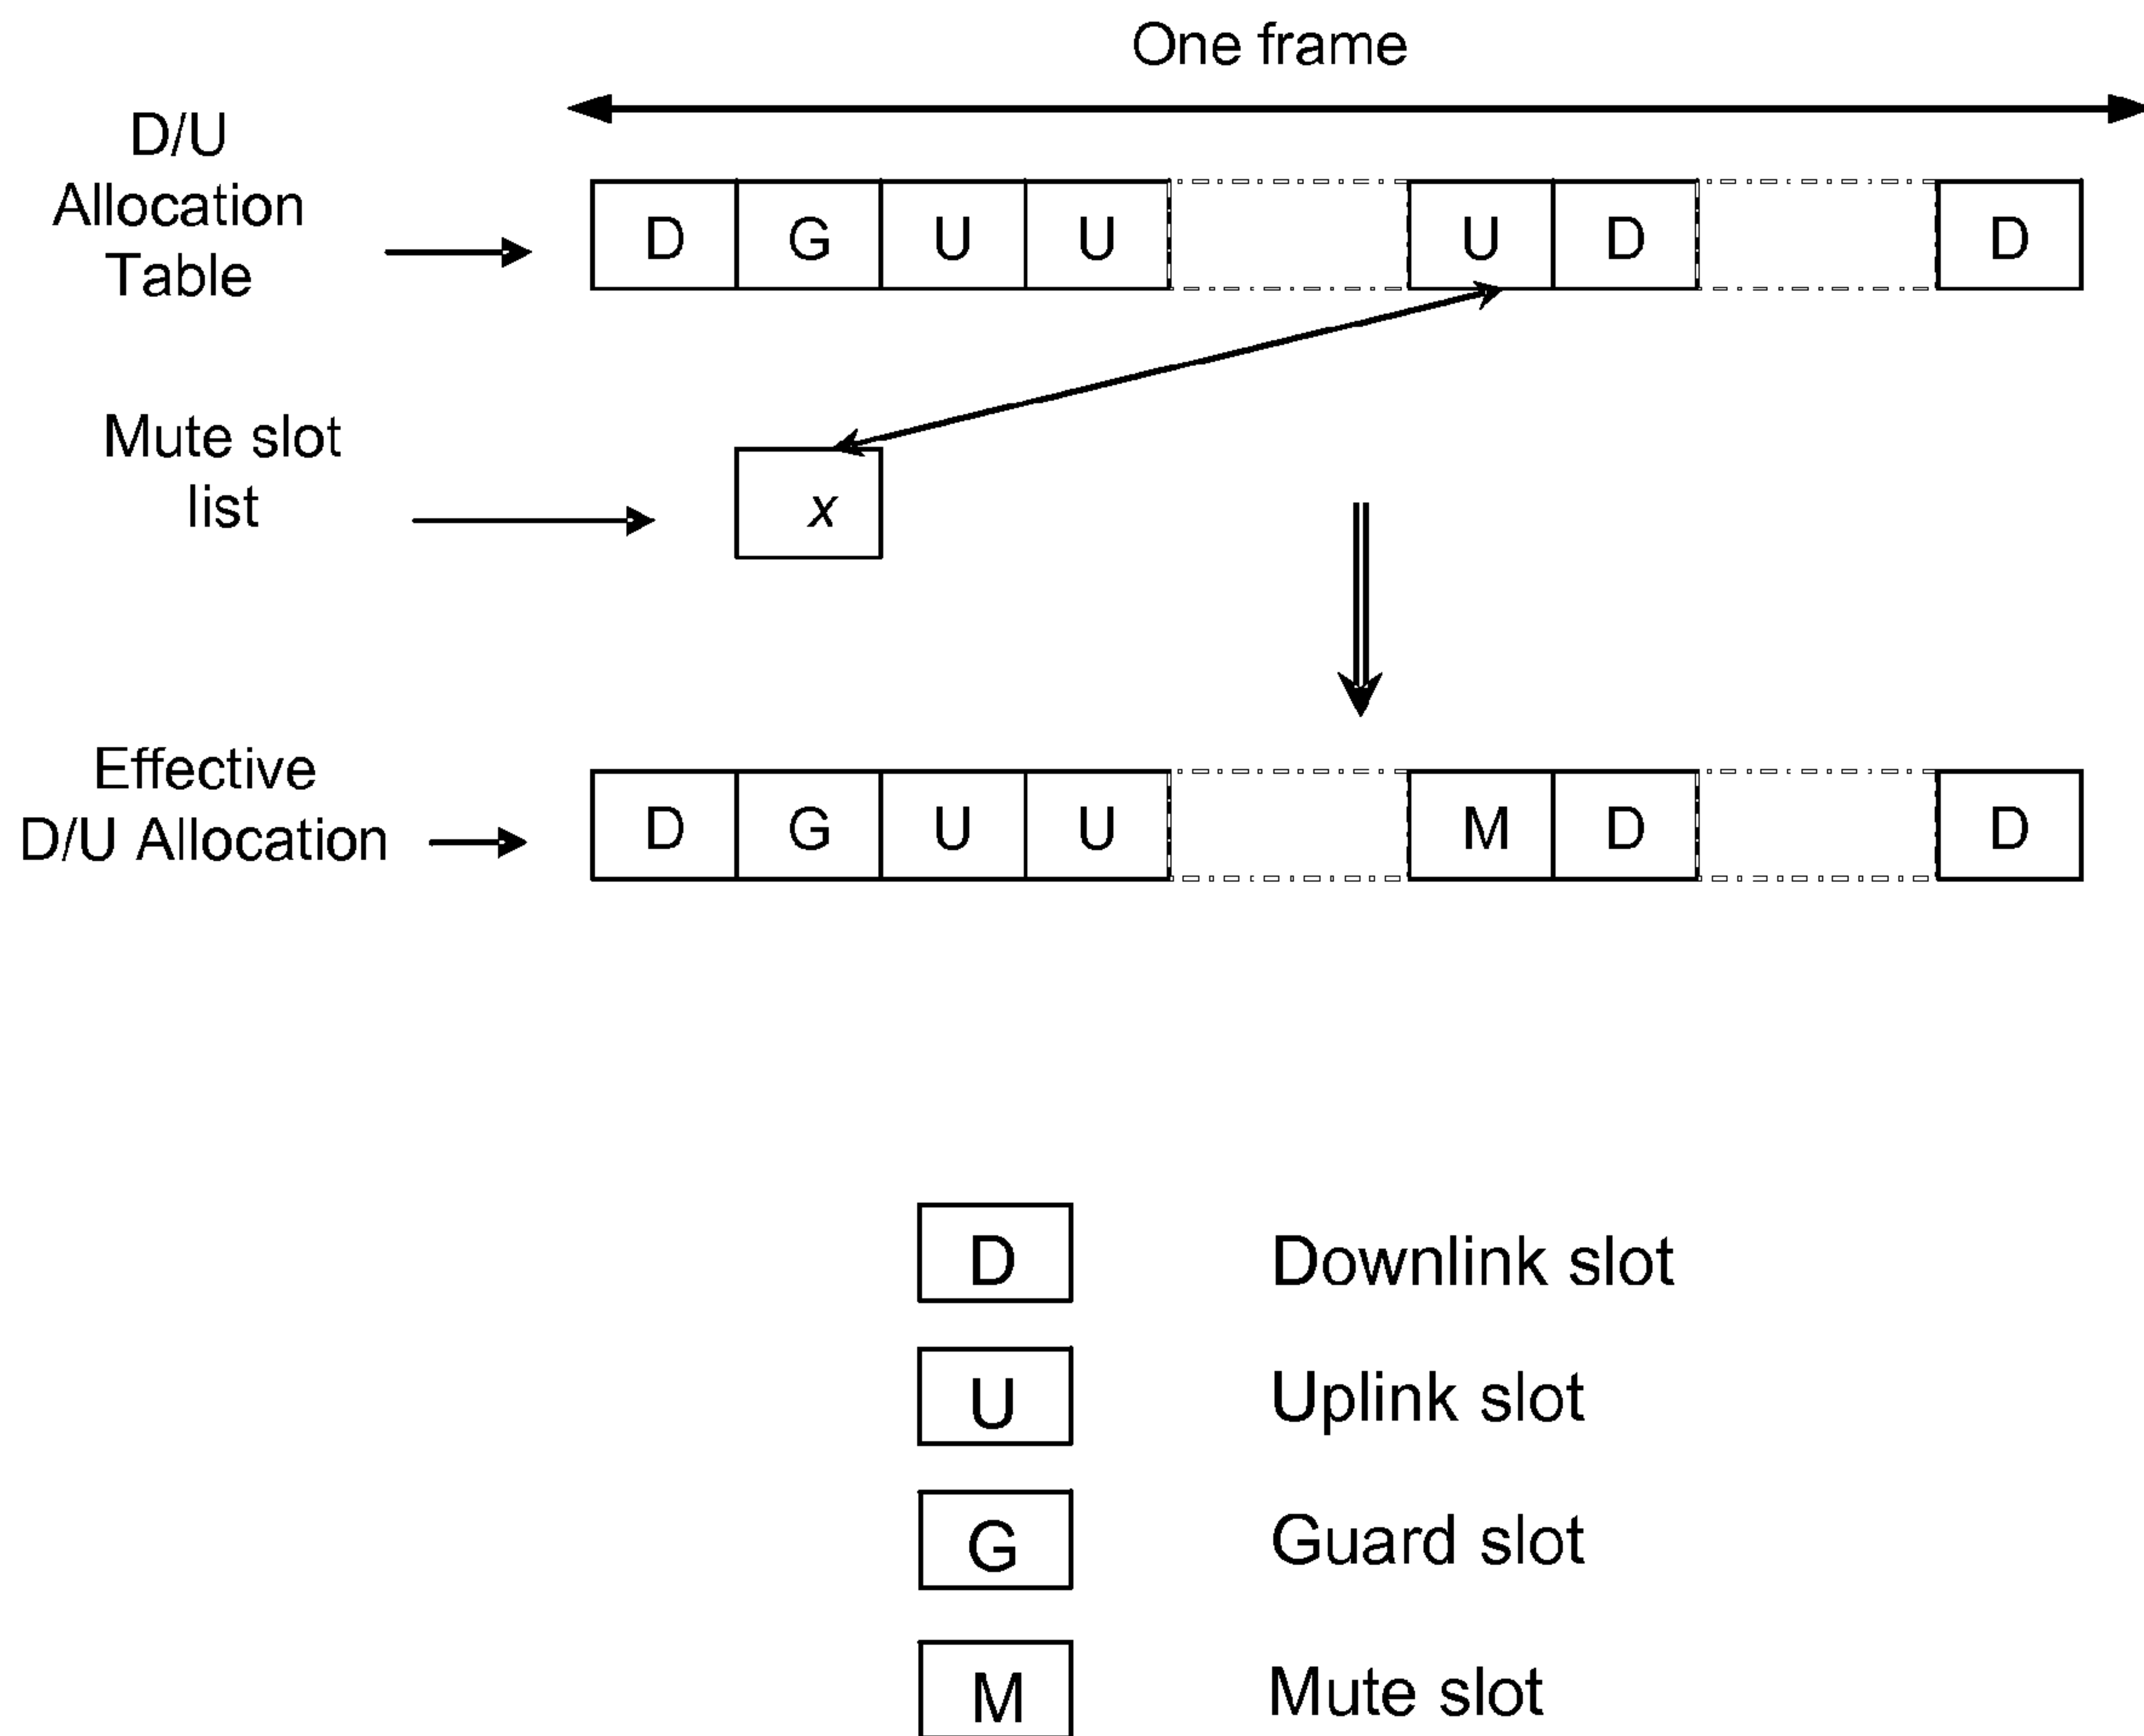 One frame
D/U
Allocation
Table
D G U U U D D
Mute slot
list
x
Effective
D/U Allocation
D G U U M D D
D Downlink slot
U Uplink slot
G Guard slot
M Mute slot